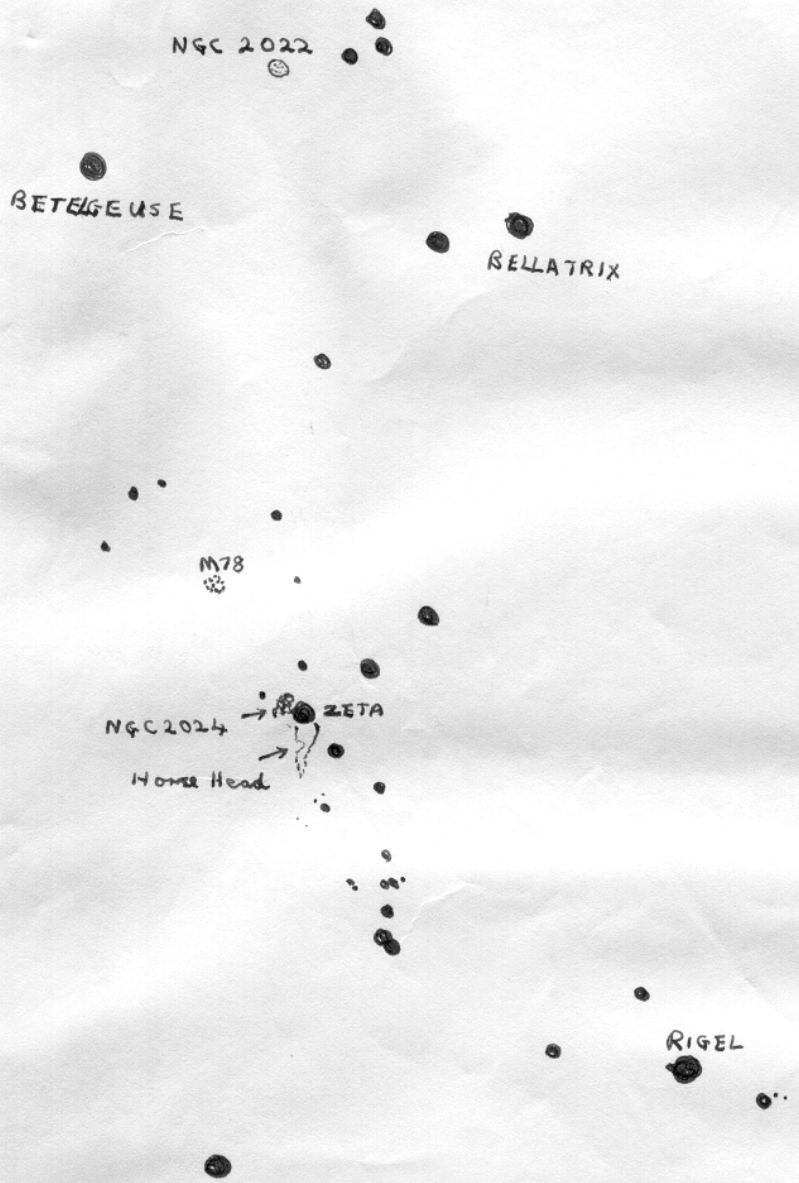 NGC 2022
BETELGEUSE
BELLATRIX
M78
ZETA
NGC2024
Horse Head
RIGEL